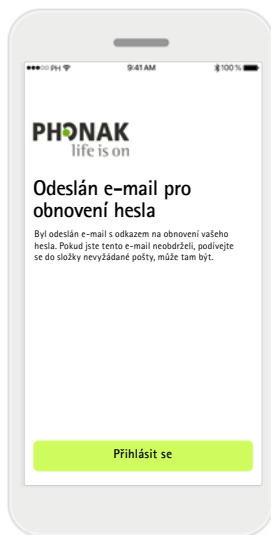 PH 9:41 AM 100 %
PHONAK
life is on
Odeslán e-mail pro
obnovení hesla
Byl odeslán e-mail s odkazem na obnovení vašeho
hesla. Pokud jste tento e-mail neobdrželi, podívejte
se do složky nevyžádané pošty, může tam být.
Přihlásit se